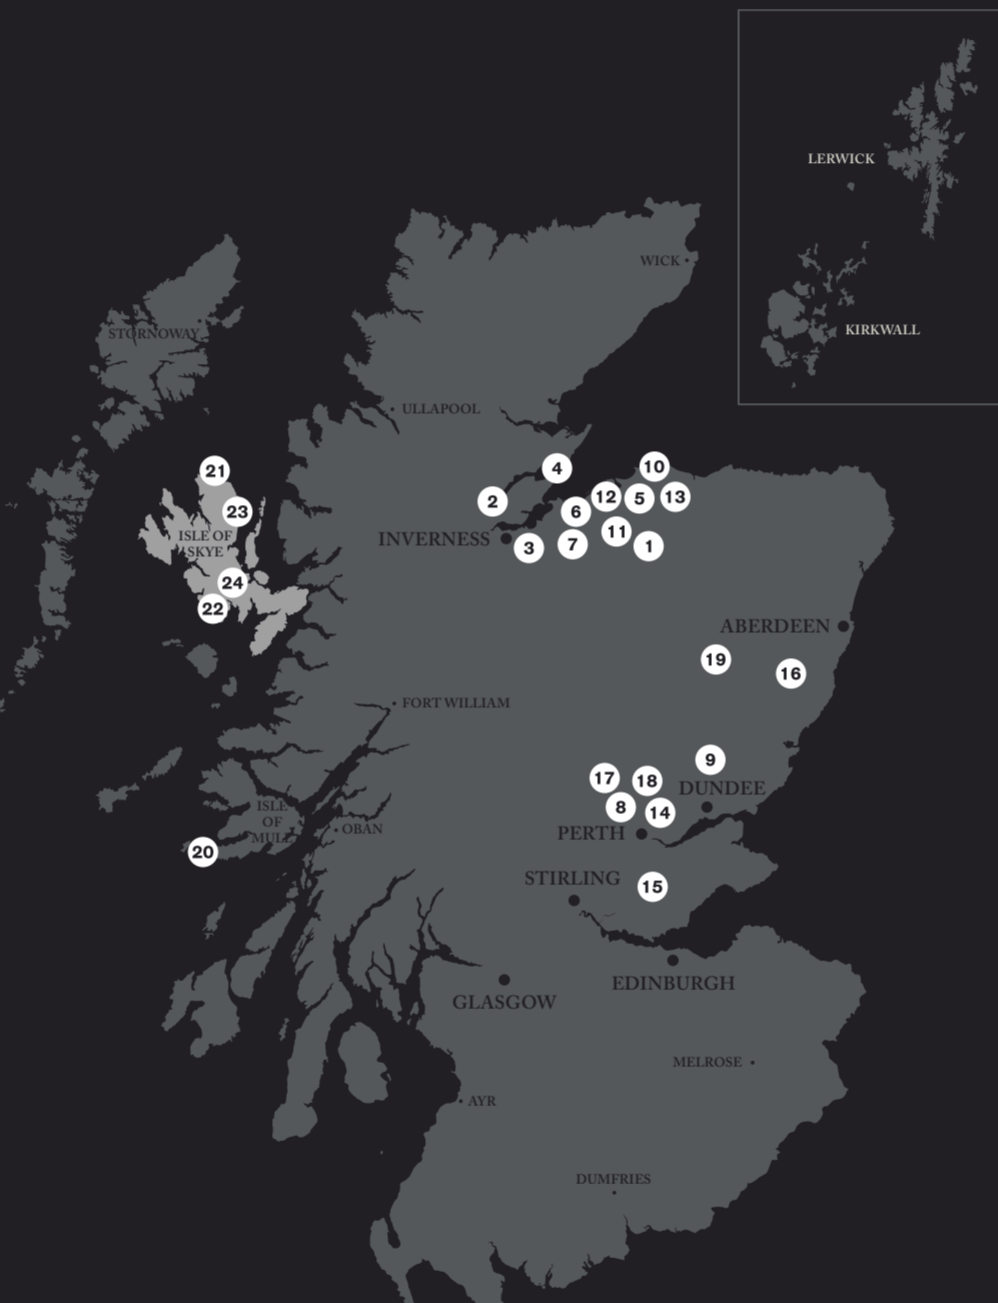 LERWICK
WICK
STORNOWAY
KIRKWALL
ULLAPOOL
21
4
10
2
12
5
13
23
6
11
ISLE OF
SKYE
INVERNESS
3
7
1
24
22
ABERDEEN
19
16
FORT WILLIAM
9
17
18
DUNDEE
8
14
ISLE
OF
MULL
OBAN
PERTH
20
STIRLING
15
EDINBURGH
GLASGOW
MELROSE
AYR
DUMFRIES